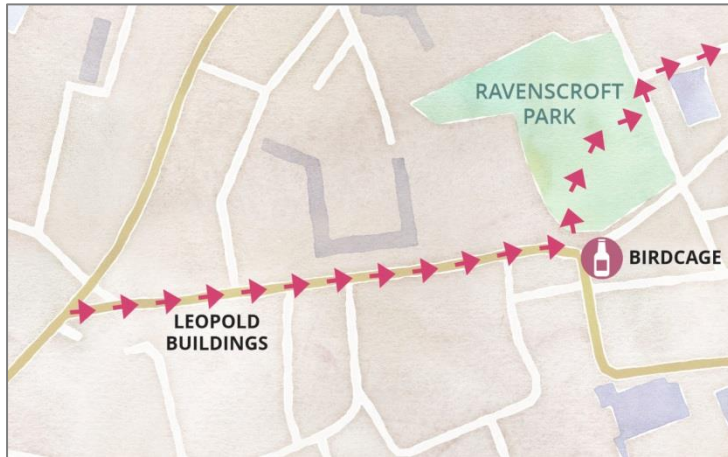 RAVENSCROFT
PARK
BIRDCAGE
LEOPOLD
BUILDINGS